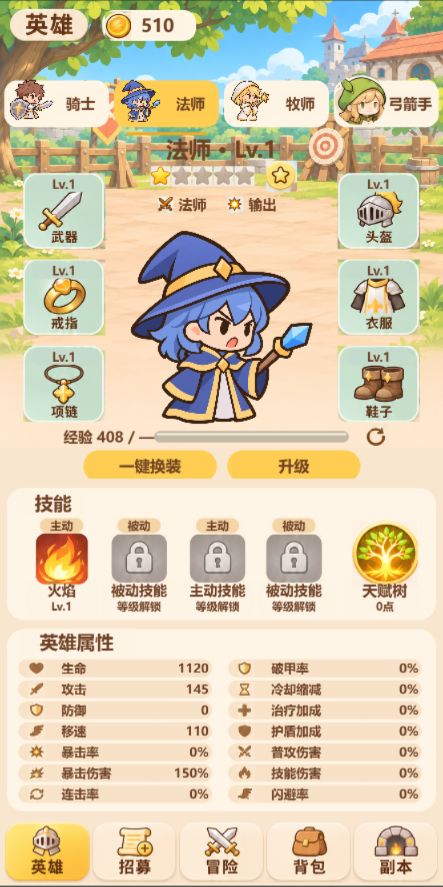 英雄 510
骑士 法师 牧师 弓箭手
法师·Lv.1
法师 输出
Lv.1 武器
Lv.1 戒指
Lv.1 项链
Lv.1 头盔
Lv.1 衣服
Lv.1 鞋子
经验 408 / —
一键换装 升级
技能
主动 被动 主动 被动
火焰 被动技能 主动技能 被动技能 天赋树
Lv.1 等级解锁 等级解锁 等级解锁 0点
英雄属性
生命 1120 破甲率 0%
攻击 145 冷却缩减 0%
防御 0 治疗加成 0%
移速 110 护盾加成 0%
暴击率 0% 普攻伤害 0%
暴击伤害 150% 技能伤害 0%
连击率 0% 闪避率 0%
英雄 招募 冒险 背包 副本